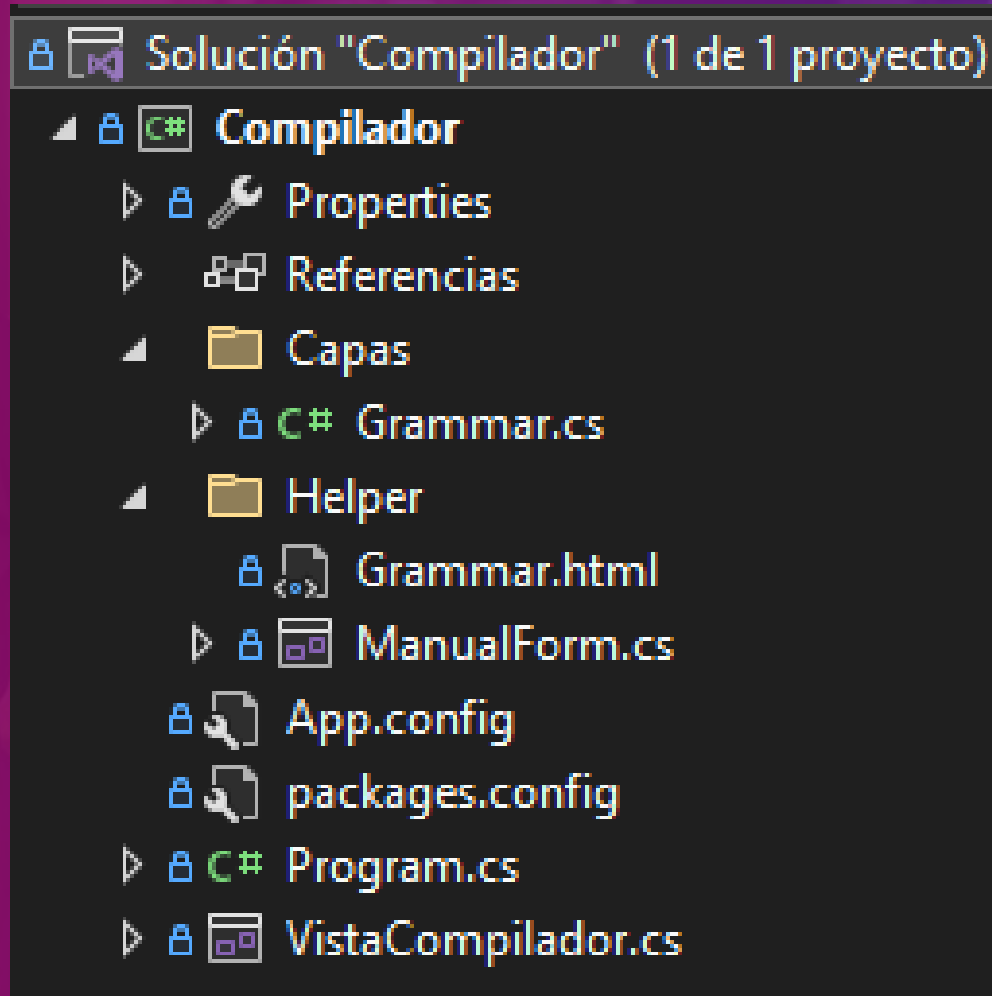 Solución "Compilador" (1 de 1 proyecto)
C# Compilador
Properties
Referencias
Capas
C# Grammar.cs
Helper
Grammar.html
ManualForm.cs
App.config
packages.config
C# Program.cs
VistaCompilador.cs